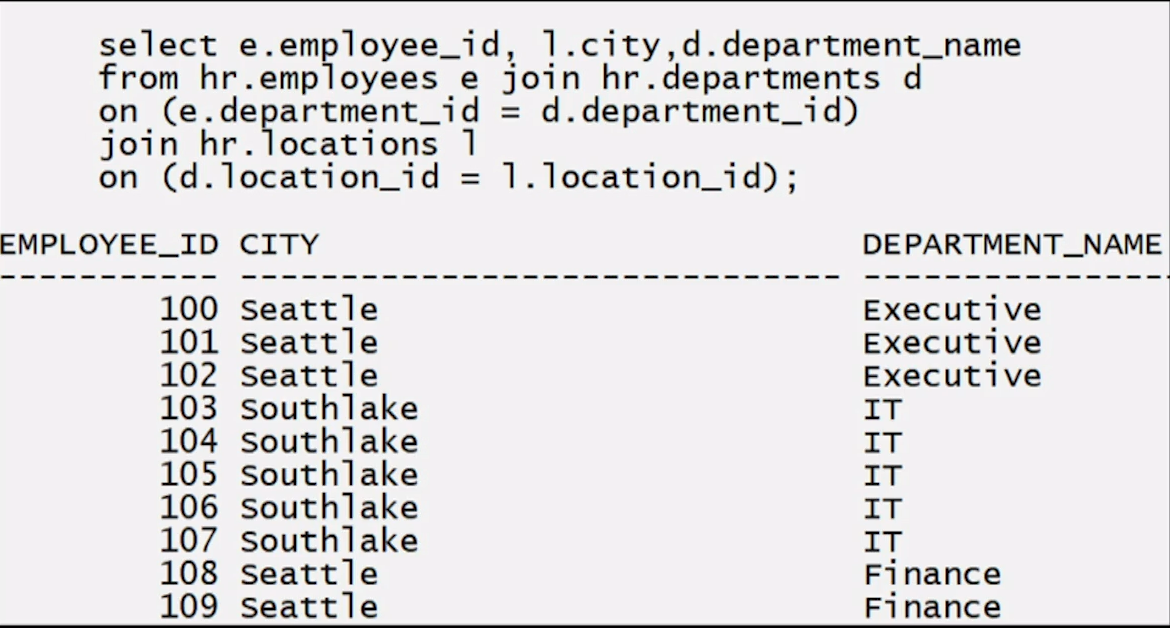 select e.employee_id, l.city,d.department_name
from hr.employees e join hr.departments d
on (e.department_id = d.department_id)
join hr.locations l
on (d.location_id = l.location_id);
EMPLOYEE_ID CITY DEPARTMENT_NAME
----------- ------------------------------ ---------------
100 Seattle Executive
101 Seattle Executive
102 Seattle Executive
103 Southlake IT
104 Southlake IT
105 Southlake IT
106 Southlake IT
107 Southlake IT
108 Seattle Finance
109 Seattle Finance